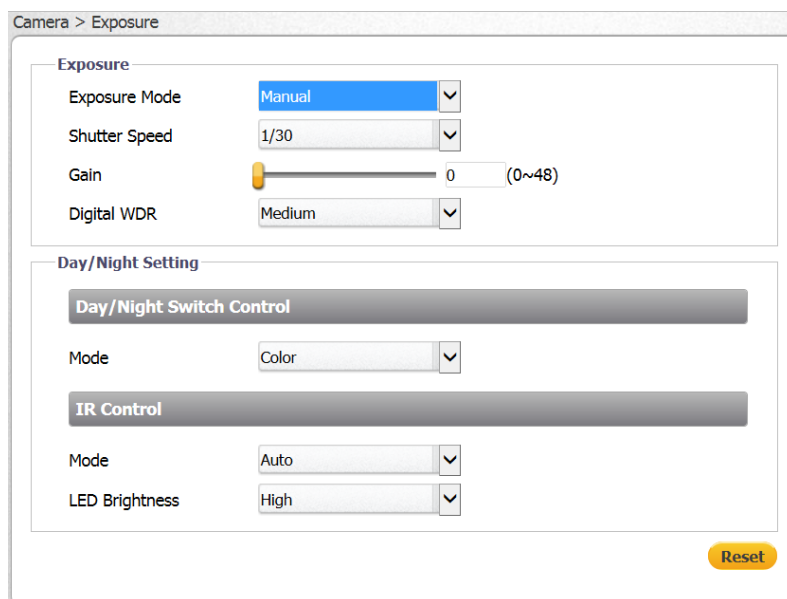 Camera > Exposure
Exposure
Exposure Mode Manual
Shutter Speed 1/30
Gain 0 (0~48)
Digital WDR Medium
Day/Night Setting
Day/Night Switch Control
Mode Color
IR Control
Mode Auto
LED Brightness High
Reset